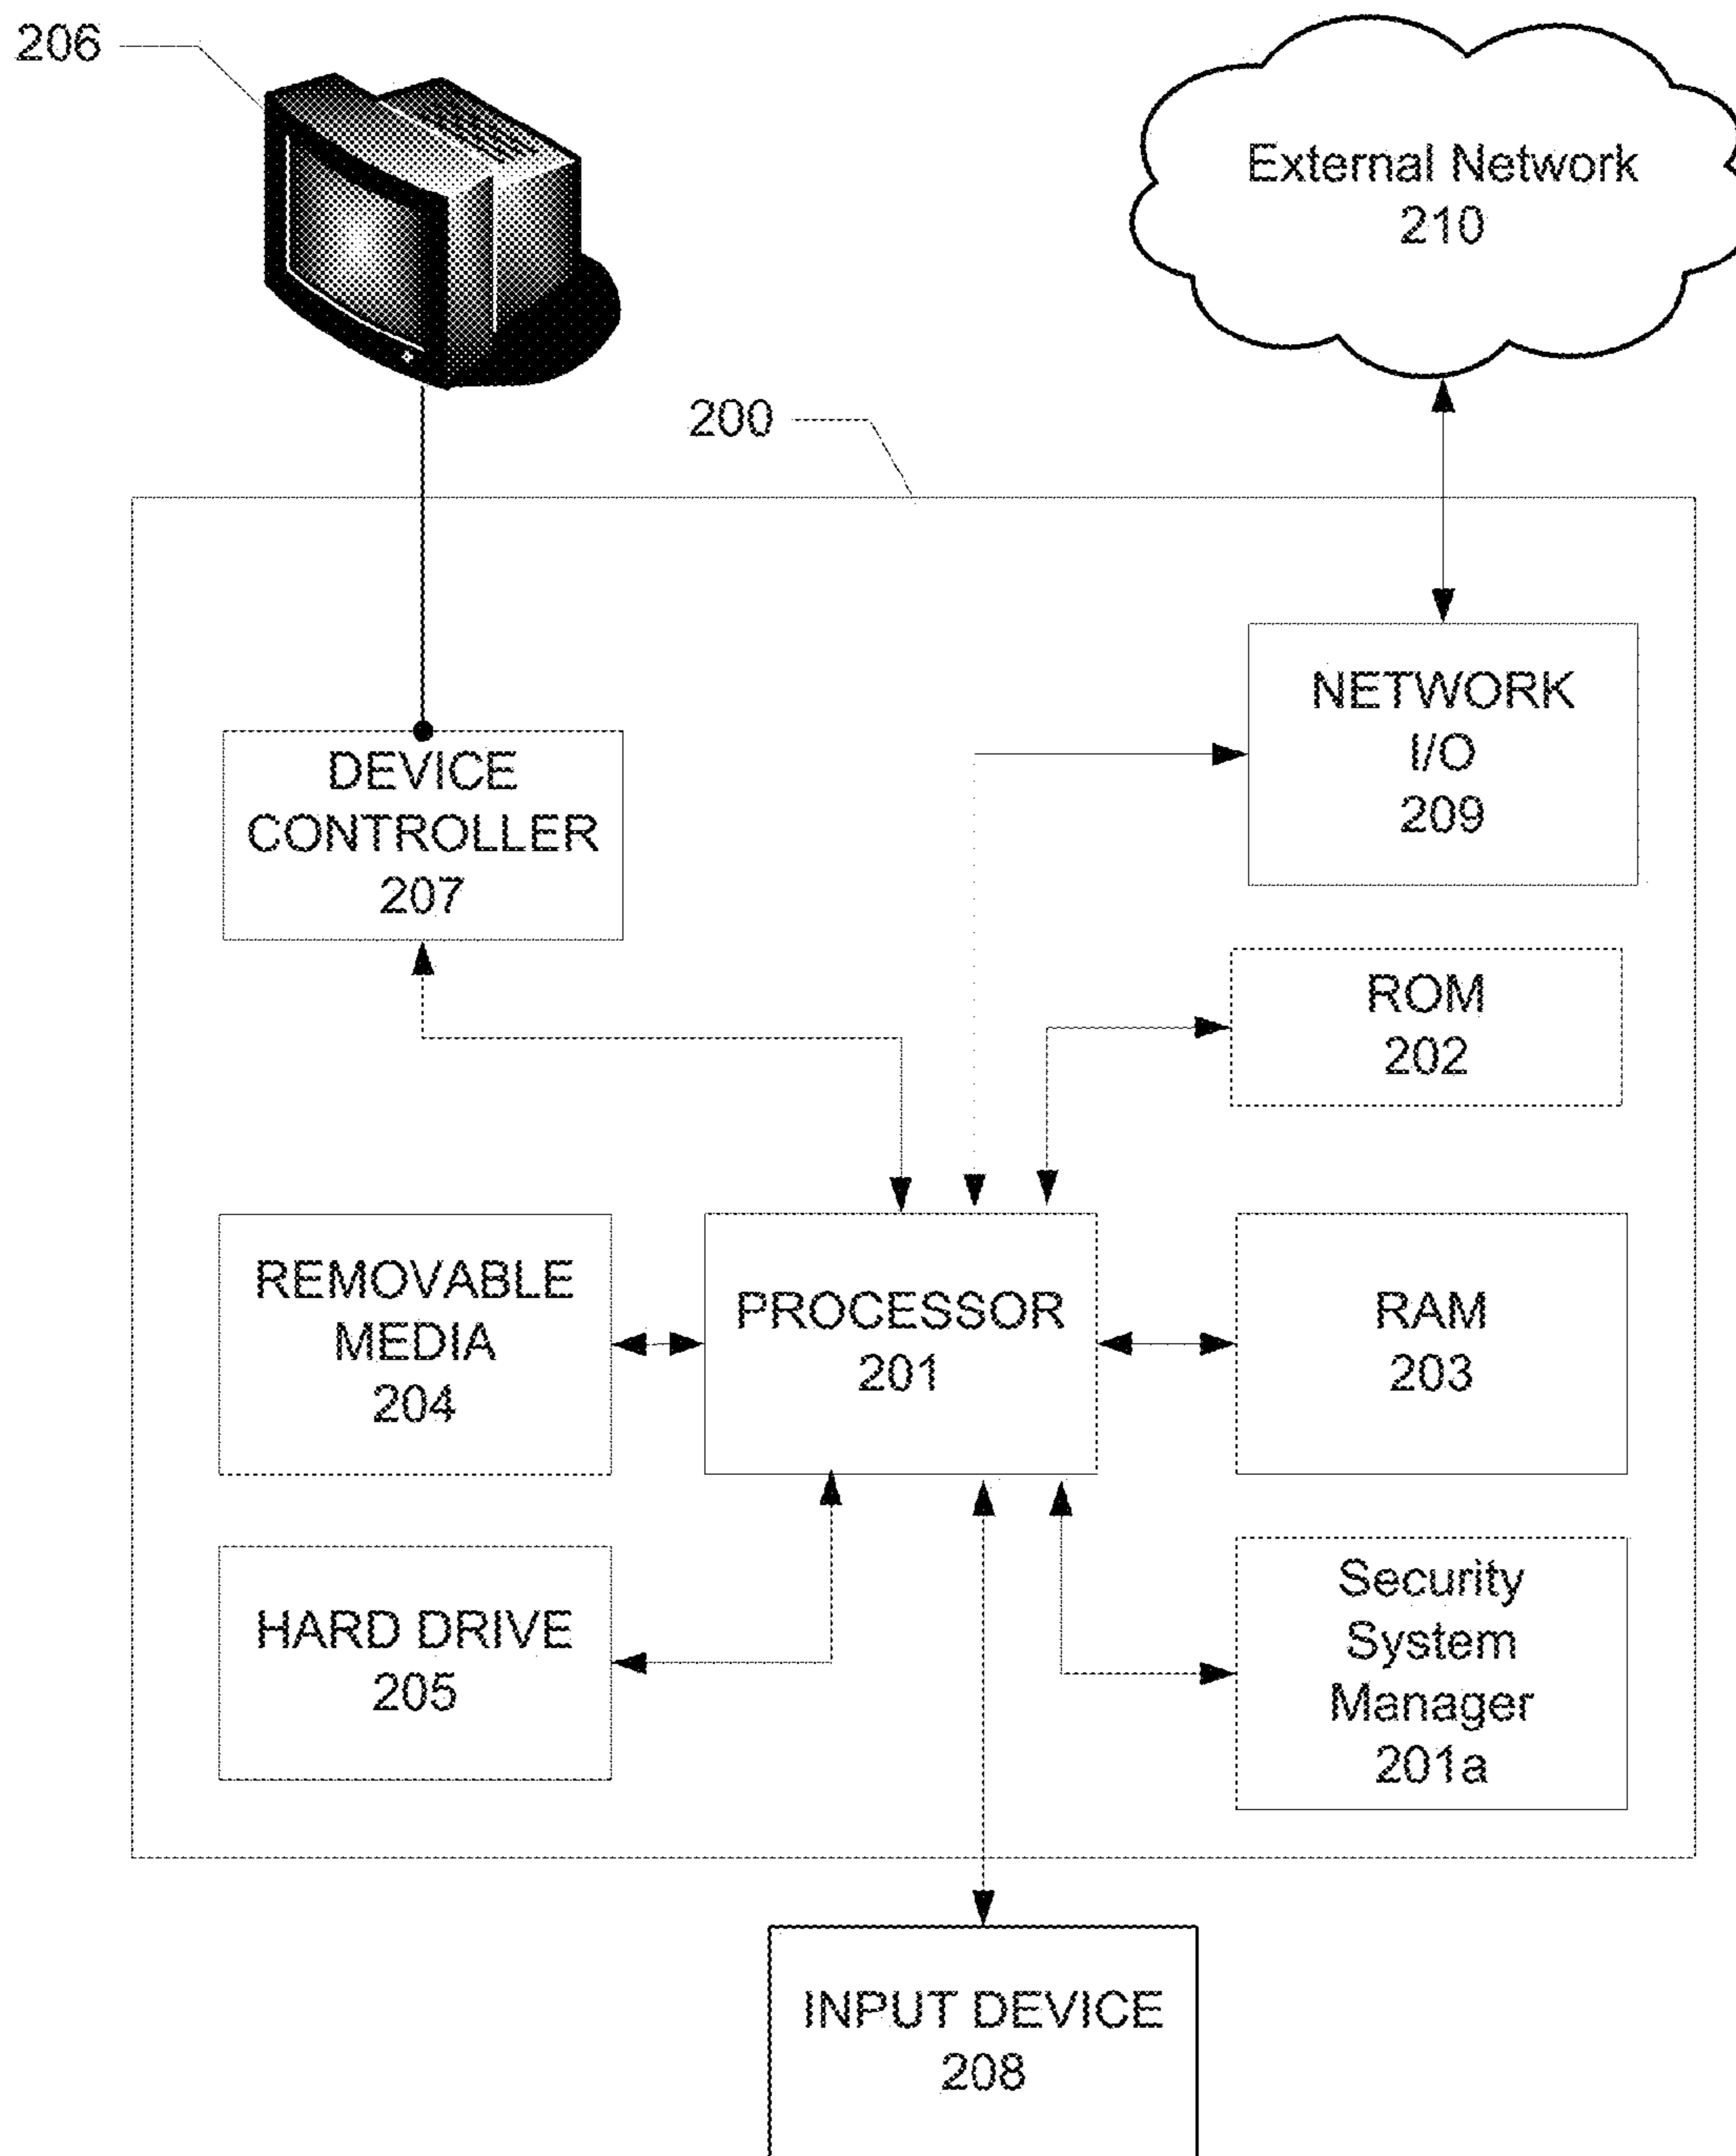 206
External Network
210
200
NETWORK
I/O
209
DEVICE
CONTROLLER
207
ROM
202
REMOVABLE
MEDIA
204
PROCESSOR
201
RAM
203
HARD DRIVE
205
Security
System
Manager
201a
INPUT DEVICE
208